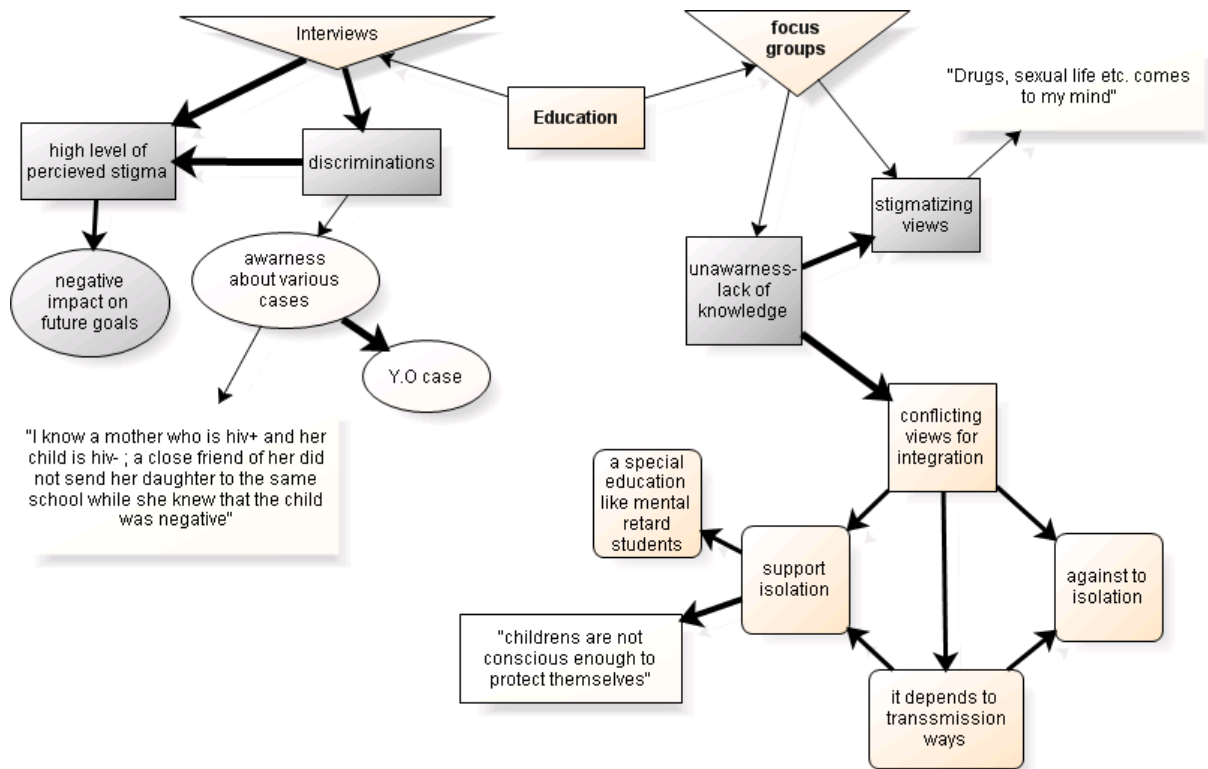 Interviews
focus
groups
"Drugs, sexual life etc. comes
to my mind"
Education
high level of
percieved stigma
discriminations
stigmatizing
views
negative
impact on
future goals
awarness
about various
cases
unawarness-
lack of
knowledge
Y.O case
"I know a mother who is hiv+ and her
child is hiv- ; a close friend of her did
not send her daughter to the same
school while she knew that the child
was negative"
conflicting
views for
integration
a special
education
like mental
retard
students
support
isolation
against to
isolation
"childrens are not
conscious enough to
protect themselves"
it depends to
transsmission
ways